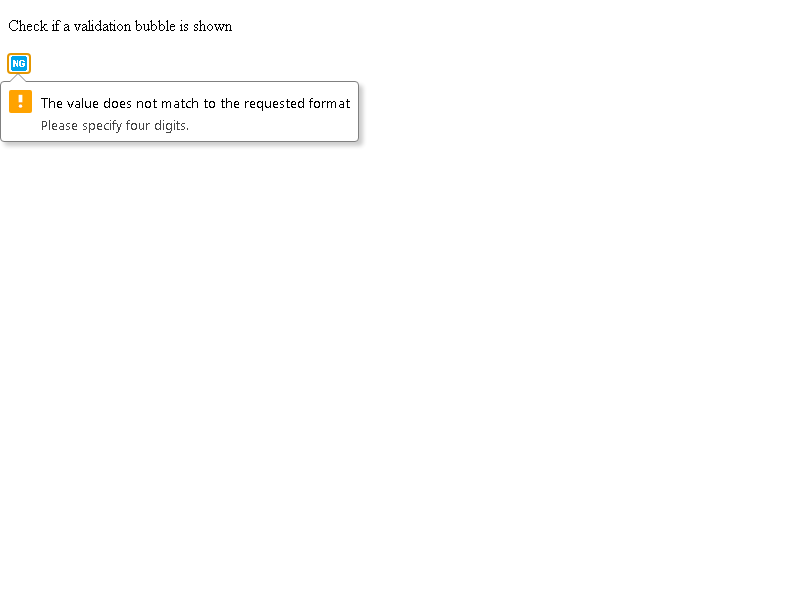 Check if a validation bubble is shown
NG
The value does not match to the requested format
Please specify four digits.